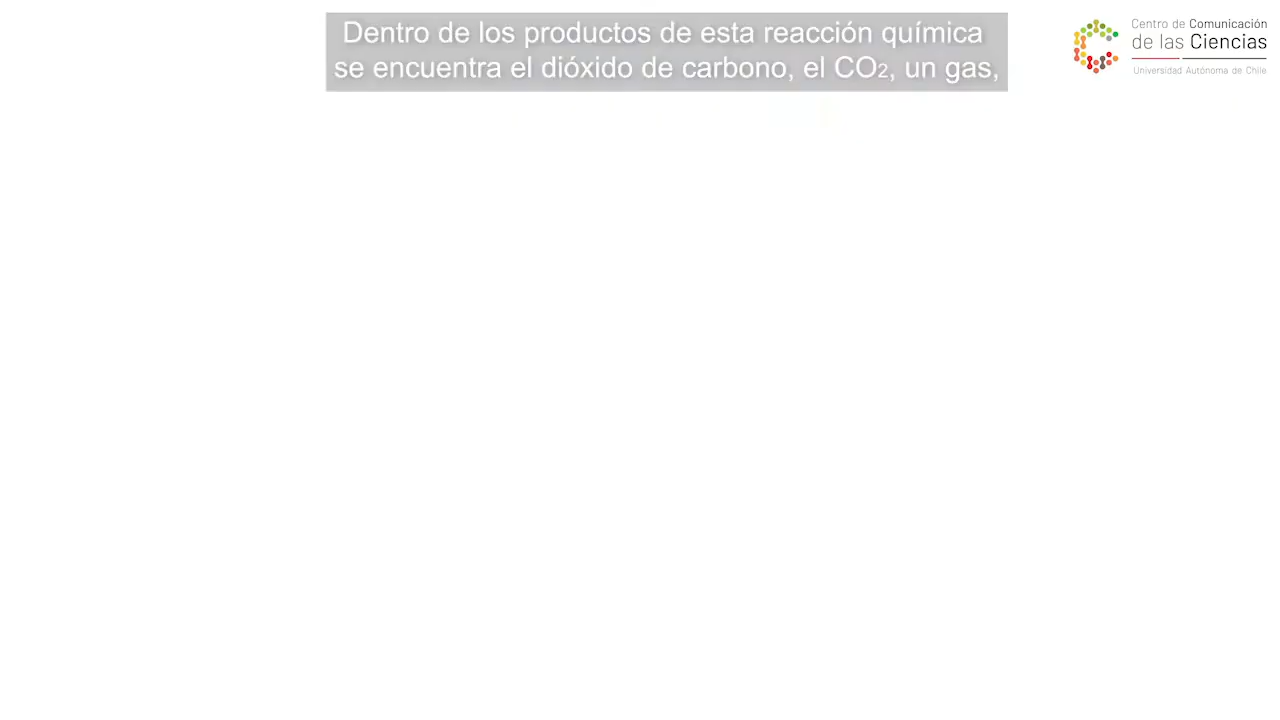 Dentro de los productos de esta reacción química
se encuentra el dióxido de carbono, el CO₂, un gas,
Centro de Comunicación
de las Ciencias
Universidad Autónoma de Chile